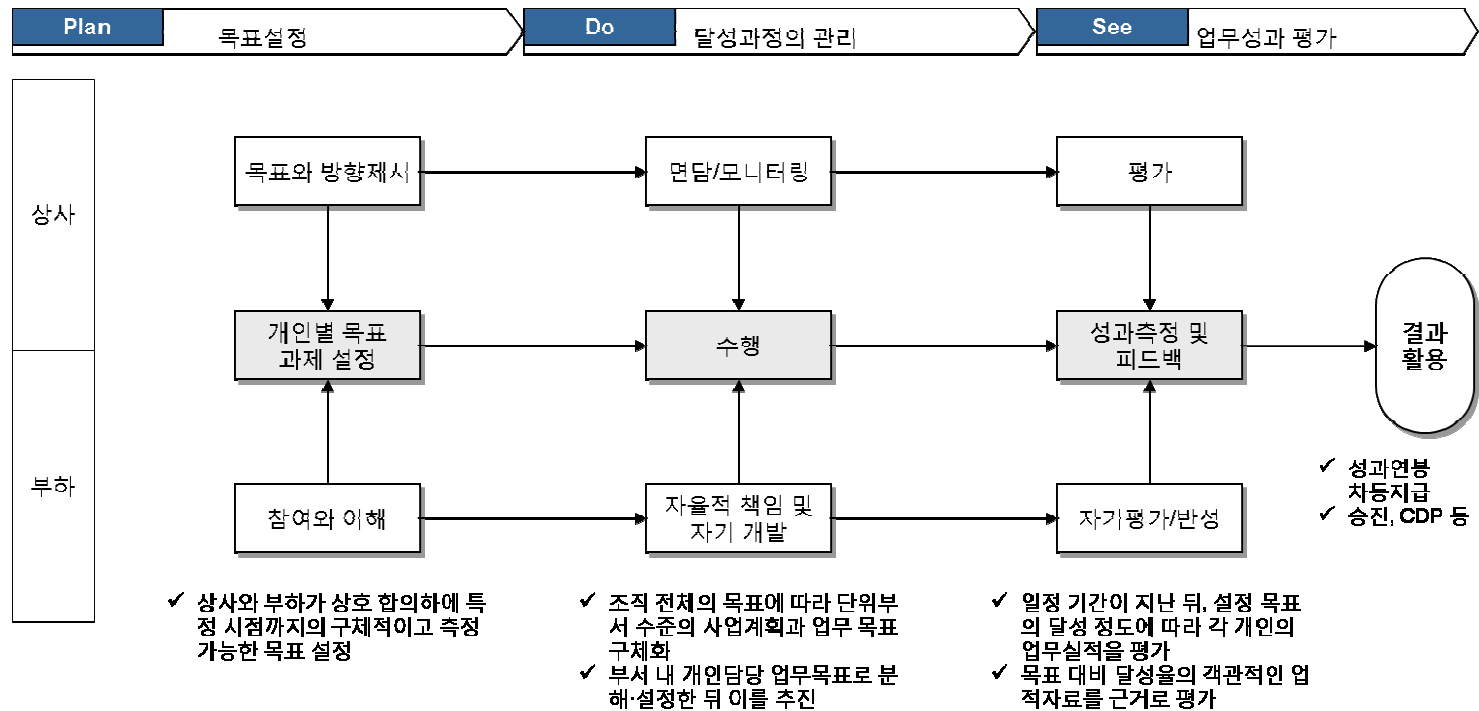 Plan
목표설정
Do
달성과정의 관리
See
업무성과 평가
상사
목표와 방향제시
면담/모니터링
평가
개인별 목표
과제 설정
수행
성과측정 및
피드백
결과
활용
부하
참여와 이해
자율적 책임 및
자기 개발
자기평가/반성
✓ 성과연봉
차등지급
✓ 승진, CDP 등
✓ 상사와 부하가 상호 합의하에 특
정 시점까지의 구체적이고 측정
가능한 목표 설정
✓ 조직 전체의 목표에 따라 단위부
서 수준의 사업계획과 업무 목표
구체화
✓ 부서 내 개인담당 업무목표로 분
해·설정한 뒤 이를 추진
✓ 일정 기간이 지난 뒤, 설정 목표
의 달성 정도에 따라 각 개인의
업무실적을 평가
✓ 목표 대비 달성율의 객관적인 업
적자료를 근거로 평가